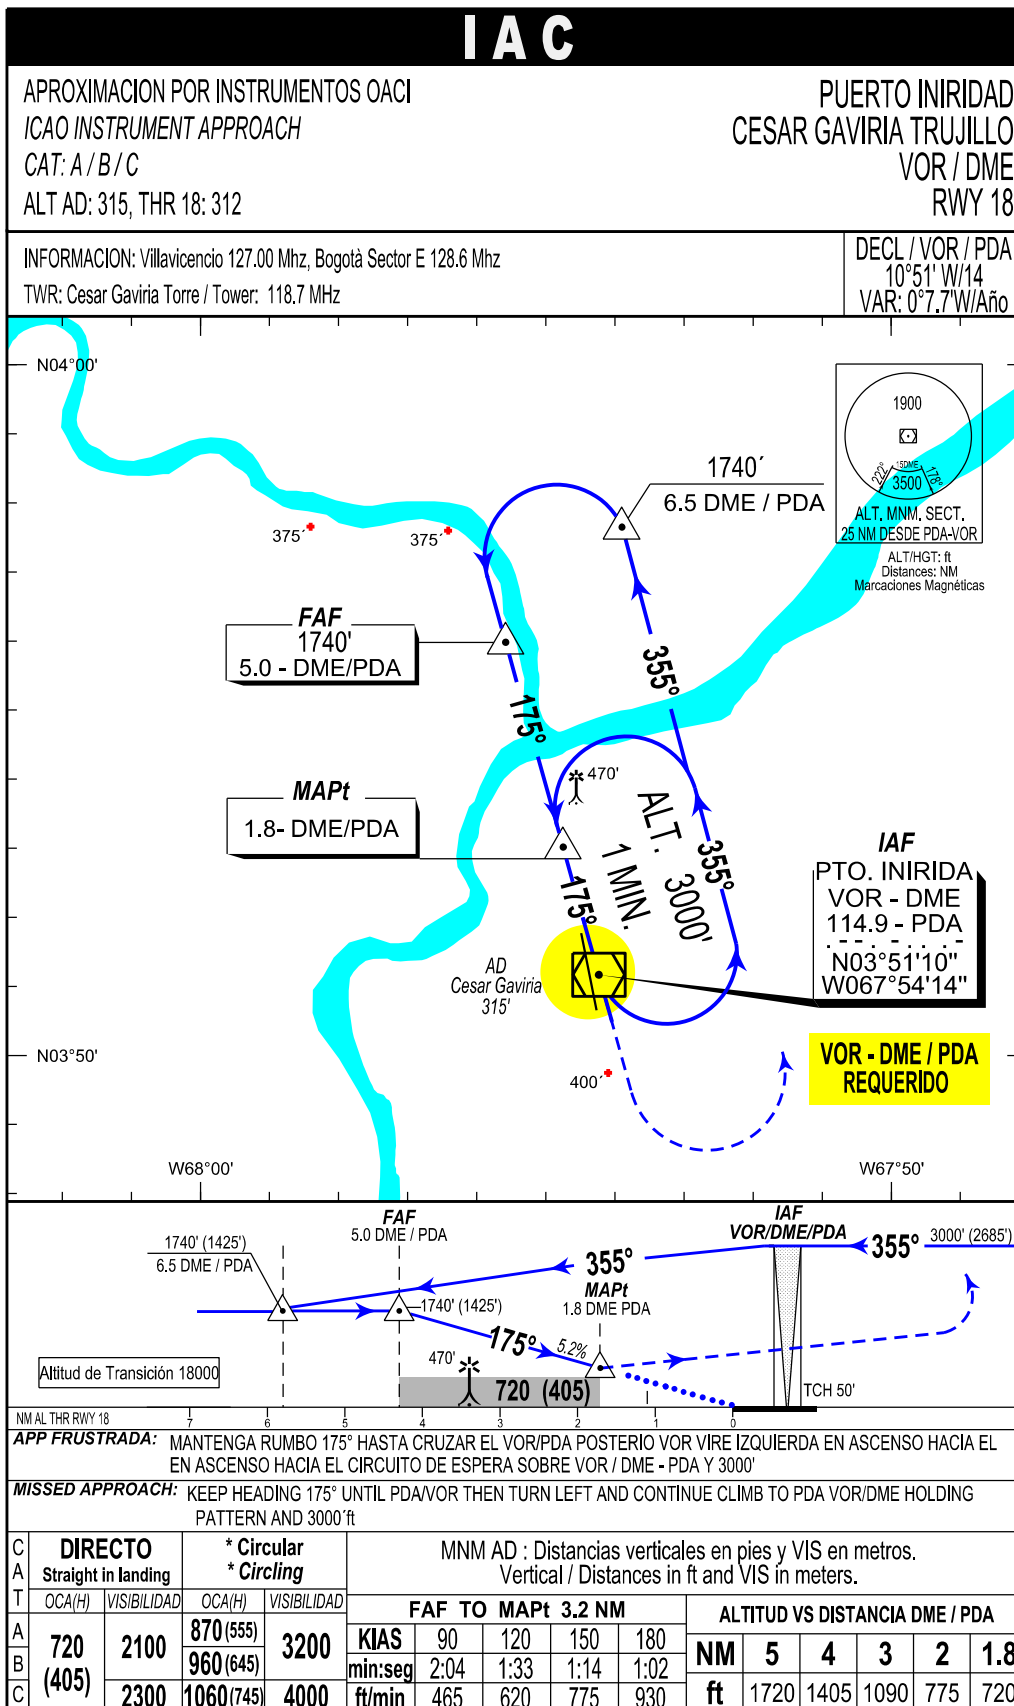 IAC
APROXIMACION POR INSTRUMENTOS OACI
ICAO INSTRUMENT APPROACH
CAT: A / B / C
ALT AD: 315, THR 18: 312
PUERTO INIRIDAD
CESAR GAVIRIA TRUJILLO
VOR / DME
RWY 18
INFORMACION: Villavicencio 127.00 Mhz, Bogotà Sector E 128.6 Mhz
TWR: Cesar Gaviria Torre / Tower: 118.7 MHz
DECL / VOR / PDA
10°51' W/14
VAR: 0°7.7'W/Año
N04°00'
1900
15DME
222°
178°
3500
ALT. MNM. SECT.
25 NM DESDE PDA-VOR
ALT/HGT: ft
Distances: NM
Marcaciones Magnéticas
1740´
6.5 DME / PDA
375´
375´
FAF
1740'
5.0 - DME/PDA
355°
175°
470'
MAPt
1.8- DME/PDA
ALT. 3000'
1 MIN.
355°
175°
IAF
PTO. INIRIDA
VOR - DME
114.9 - PDA
. - - . - . . . -
N03°51'10"
W067°54'14"
AD
Cesar Gaviria
315'
VOR - DME / PDA
REQUERIDO
N03°50'
400´
W68°00'
W67°50'
FAF
5.0 DME / PDA
IAF
VOR/DME/PDA
1740' (1425')
6.5 DME / PDA
355°
355°
3000' (2685')
1740' (1425')
MAPt
1.8 DME PDA
175°
5.2%
470'
720 (405)
Altitud de Transición 18000
TCH 50'
NM AL THR RWY 18
7 6 5 4 3 2 1 0
APP FRUSTRADA: MANTENGA RUMBO 175° HASTA CRUZAR EL VOR/PDA POSTERIO VOR VIRE IZQUIERDA EN ASCENSO HACIA EL
EN ASCENSO HACIA EL CIRCUITO DE ESPERA SOBRE VOR / DME - PDA Y 3000'
MISSED APPROACH: KEEP HEADING 175° UNTIL PDA/VOR THEN TURN LEFT AND CONTINUE CLIMB TO PDA VOR/DME HOLDING
PATTERN AND 3000'ft
CAT
DIRECTO
Straight in landing
* Circular
* Circling
OCA(H) VISIBILIDAD OCA(H) VISIBILIDAD
A 720 (405) 2100 870 (555) 3200
B 960 (645)
C 2300 1060 (745) 4000
MNM AD : Distancias verticales en pies y VIS en metros.
Vertical / Distances in ft and VIS in meters.
FAF TO MAPt 3.2 NM
KIAS 90 120 150 180
min:seg 2:04 1:33 1:14 1:02
ft/min 465 620 775 930
ALTITUD VS DISTANCIA DME / PDA
NM 5 4 3 2 1.8
ft 1720 1405 1090 775 720